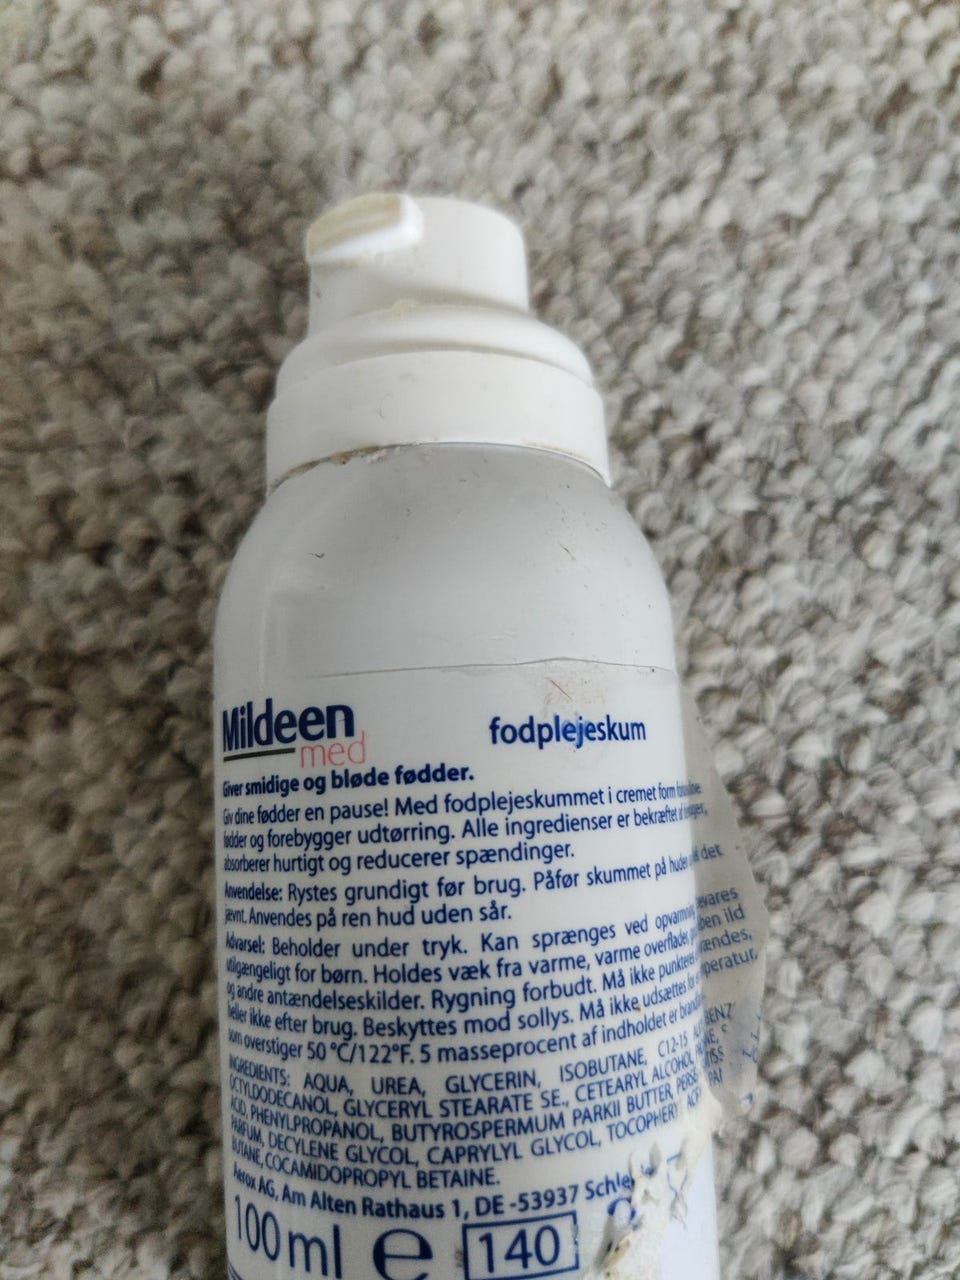 Mildeen
med
fodplejeskum
Giver smidige og bløde fødder.
Giv dine fødder en pause! Med fodplejeskummet i cremet form
fødder og forebygger udtørring. Alle ingredienser er bekræftet af
absorberer hurtigt og reducerer spændinger.
Anvendelse: Rystes grundigt før brug. Påfør skummet på huden det
jævnt. Anvendes på ren hud uden sår.
Advarsel: Beholder under tryk. Kan sprænges ved opvarmning
utilgængeligt for børn. Holdes væk fra varme, varme overflader, ild
og andre antændelseskilder. Rygning forbudt. Må ikke punkteres
heller ikke efter brug. Beskyttes mod sollys. Må ikke udsættes for
som overstiger 50 °C/122°F. 5 masseprocent af indholdet er
INGREDIENTS: AQUA, UREA, GLYCERIN, ISOBUTANE, C12-15
OCTYLDODECANOL, GLYCERYL STEARATE SE., CETEARYL ALCOHOL,
ACID, PHENYLPROPANOL, BUTYROSPERMUM PARKII BUTTER,
PARFUM, DECYLENE GLYCOL, CAPRYLYL GLYCOL,
BUTANE, COCAMIDOPROPYL BETAINE.
Aerox AG, Am Alten Rathaus 1, DE -53937
100 ml e 140